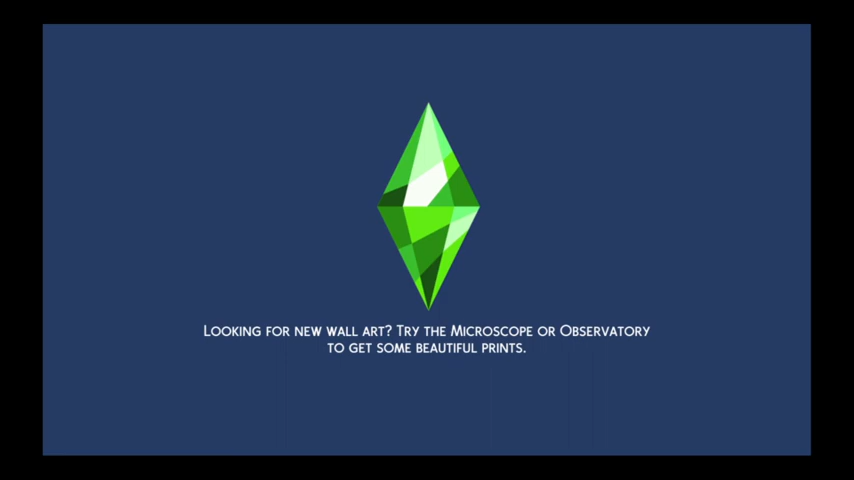 Looking for new wall art? Try the Microscope or Observatory
to get some beautiful prints.